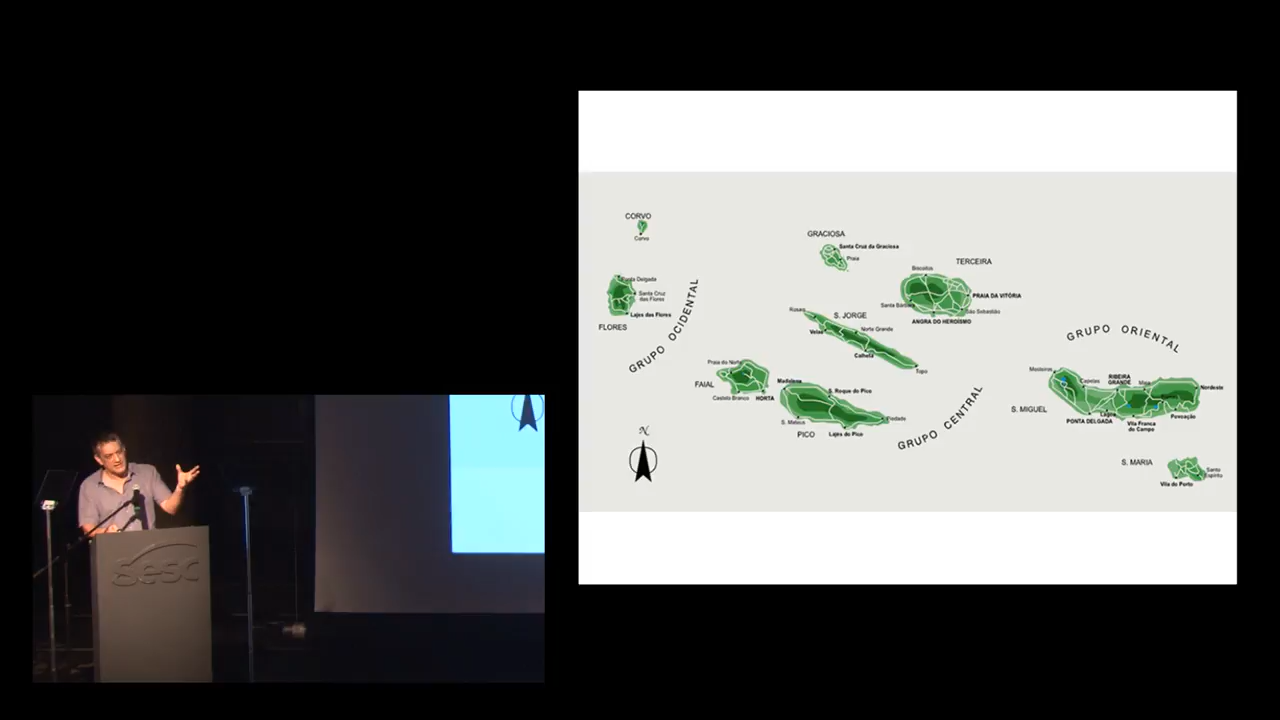 CORVO
Corvo
GRACIOSA
Santa Cruz da Graciosa
Praia
TERCEIRA
Biscoitos
PRAIA DA VITÓRIA
Santa Bárbara
São Sebastião
ANGRA DO HEROÍSMO
Ponta Delgada
Santa Cruz
das Flores
Lajes das Flores
FLORES
GRUPO OCIDENTAL
Rosais
S. JORGE
Velas
Norte Grande
Calheta
Topo
GRUPO ORIENTAL
Praia do Norte
FAIAL
Castelo Branco
HORTA
Madalena
S. Roque do Pico
S. Mateus
Piedade
PICO
Lajes do Pico
GRUPO CENTRAL
Mosteiros
Capelas
RIBEIRA
GRANDE
Maia
Nordeste
S. MIGUEL
PONTA DELGADA
Lagoa
Vila Franca
do Campo
Povoação
S. MARIA
Santo
Espírito
Vila do Porto
N
Sesc